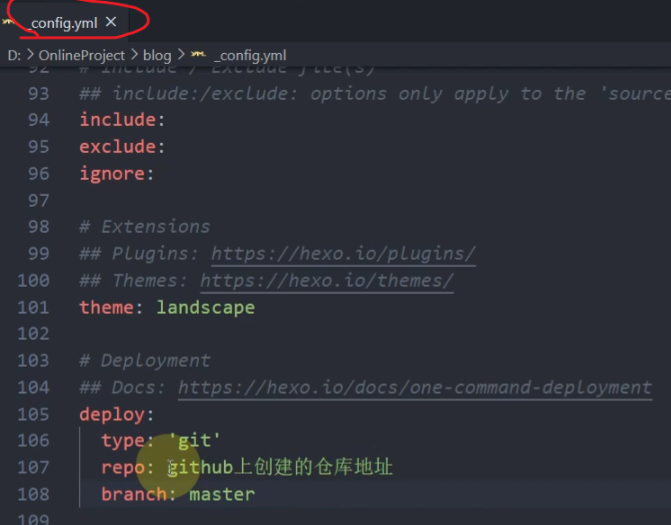 _config.yml ×
D: > OnlineProject > blog > _config.yml
92 # Include / Exclude file(s)
93 ## include:/exclude: options only apply to the 'source
94 include:
95 exclude:
96 ignore:
97
98 # Extensions
99 ## Plugins: https://hexo.io/plugins/
100 ## Themes: https://hexo.io/themes/
101 theme: landscape
102
103 # Deployment
104 ## Docs: https://hexo.io/docs/one-command-deployment
105 deploy:
106 type: 'git'
107 repo: github上创建的仓库地址
108 branch: master
109